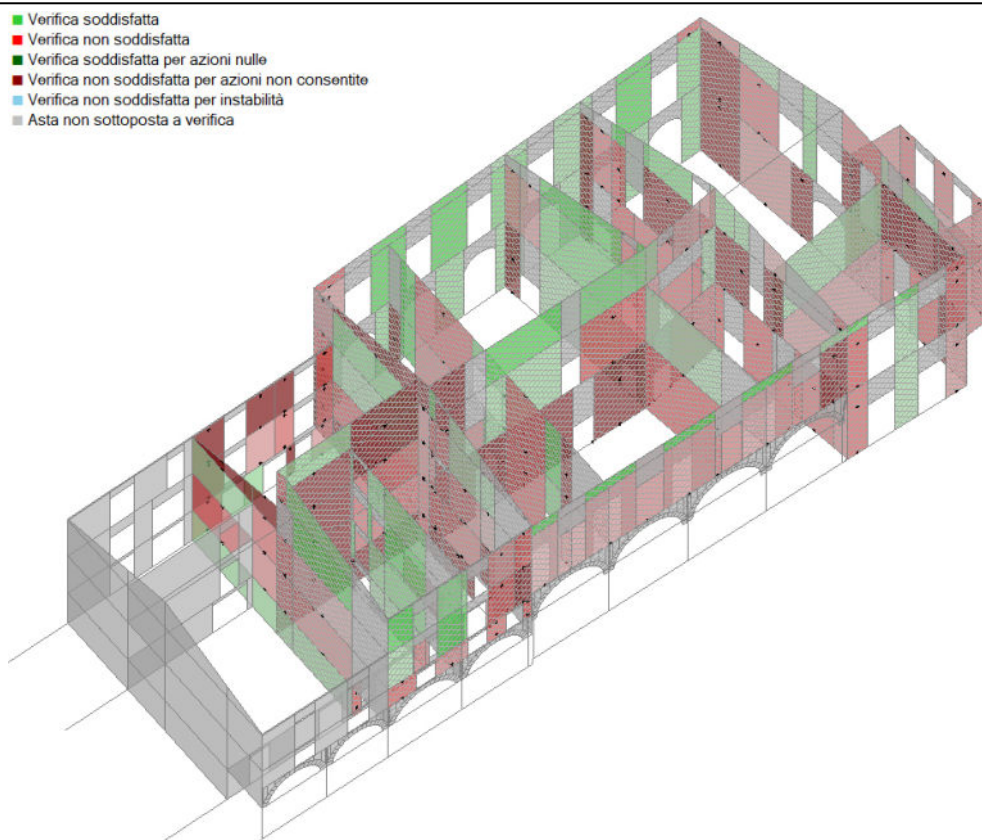 Verifica soddisfatta
Verifica non soddisfatta
Verifica soddisfatta per azioni nulle
Verifica non soddisfatta per azioni non consentite
Verifica non soddisfatta per instabilità
Asta non sottoposta a verifica